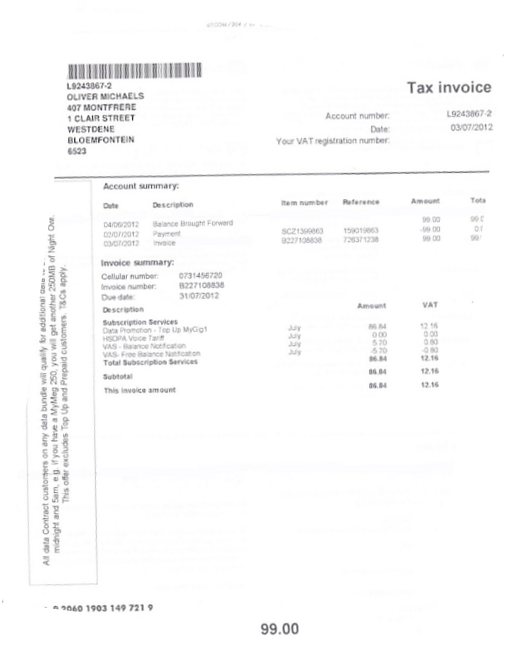 L9243867-2
OLIVER MICHAELS
407 MONTFRERE
1 CLAIR STREET
WESTDENE
BLOEMFONTEIN
6523
Tax invoice
Account number: L9243867-2
Date: 03/07/2012
Your VAT registration number:
Account summary:
Date Description Item number Reference Amount Tota
04/06/2012 Balance Brought Forward 99.00
02/07/2012 Payment SCZ1399863 159019863 -99.00
03/07/2012 Invoice 726371238 99.00
Invoice summary:
Cellular number: 0731456720
Invoice number: B227108838
Due date: 31/07/2012
Description Amount VAT
Subscription Services
Data Promotion - Top Up MyGig1 July 86.84 12.16
HSDPA Voice Tariff July 0.00 0.00
VAS - Balance Notification July 5.70 0.80
VAS- Free Balance Notification July -5.70 -0.80
Total Subscription Services 86.84 12.16
Subtotal 86.84 12.16
This invoice amount 86.84 12.16
All data Contract customers on any data bundle will qualify for additional
midnight and 5am, e.g. if you have a MyMeg 250, you will get another 250MB of Night Owl.
This offer excludes Top Up and Prepaid customers. T&Cs apply.
2060 1903 149 721 9
99.00